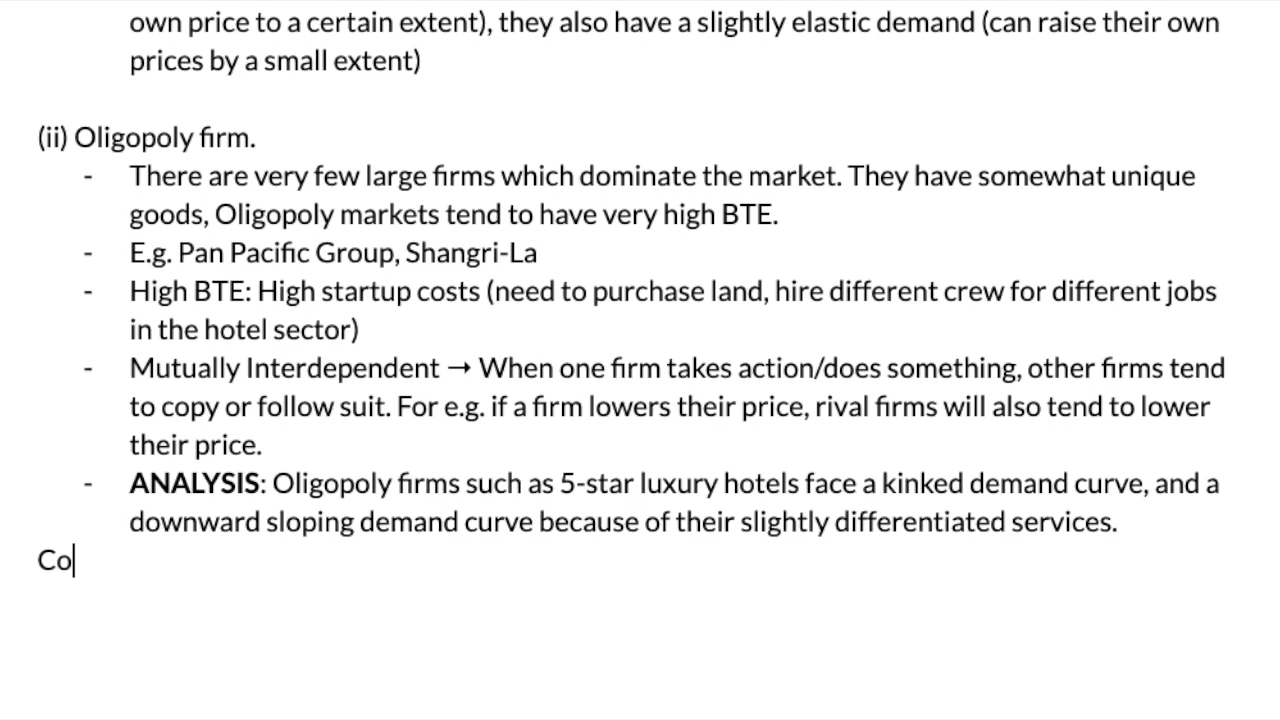 own price to a certain extent), they also have a slightly elastic demand (can raise their own
prices by a small extent)
(ii) Oligopoly firm.
- There are very few large firms which dominate the market. They have somewhat unique
goods, Oligopoly markets tend to have very high BTE.
- E.g. Pan Pacific Group, Shangri-La
- High BTE: High startup costs (need to purchase land, hire different crew for different jobs
in the hotel sector)
- Mutually Interdependent → When one firm takes action/does something, other firms tend
to copy or follow suit. For e.g. if a firm lowers their price, rival firms will also tend to lower
their price.
- ANALYSIS: Oligopoly firms such as 5-star luxury hotels face a kinked demand curve, and a
downward sloping demand curve because of their slightly differentiated services.
Co